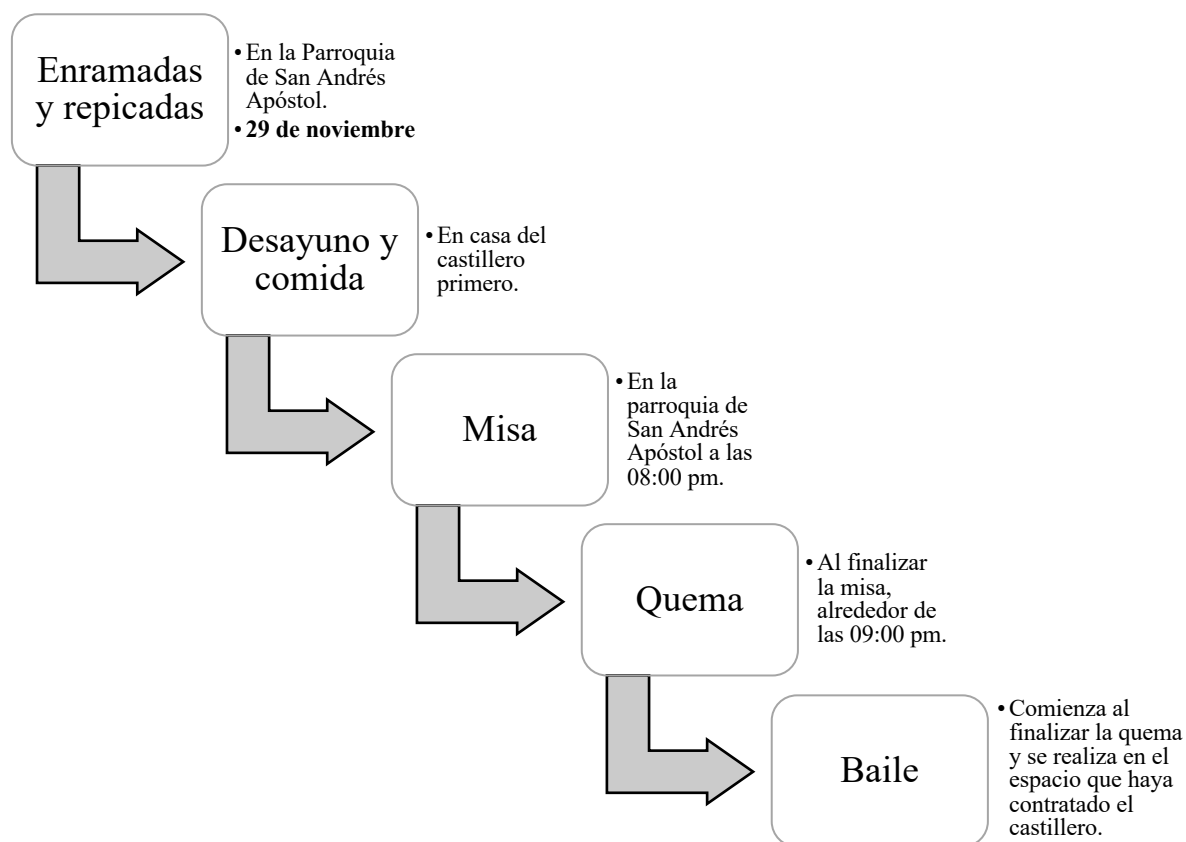 Enramadas
y repicadas
• En la Parroquia
de San Andrés
Apóstol.
• 29 de noviembre
Desayuno y
comida
• En casa del
castillero
primero.
Misa
• En la
parroquia de
San Andrés
Apóstol a las
08:00 pm.
Quema
• Al finalizar
la misa,
alrededor de
las 09:00 pm.
Baile
• Comienza al
finalizar la quema
y se realiza en el
espacio que haya
contratado el
castillero.